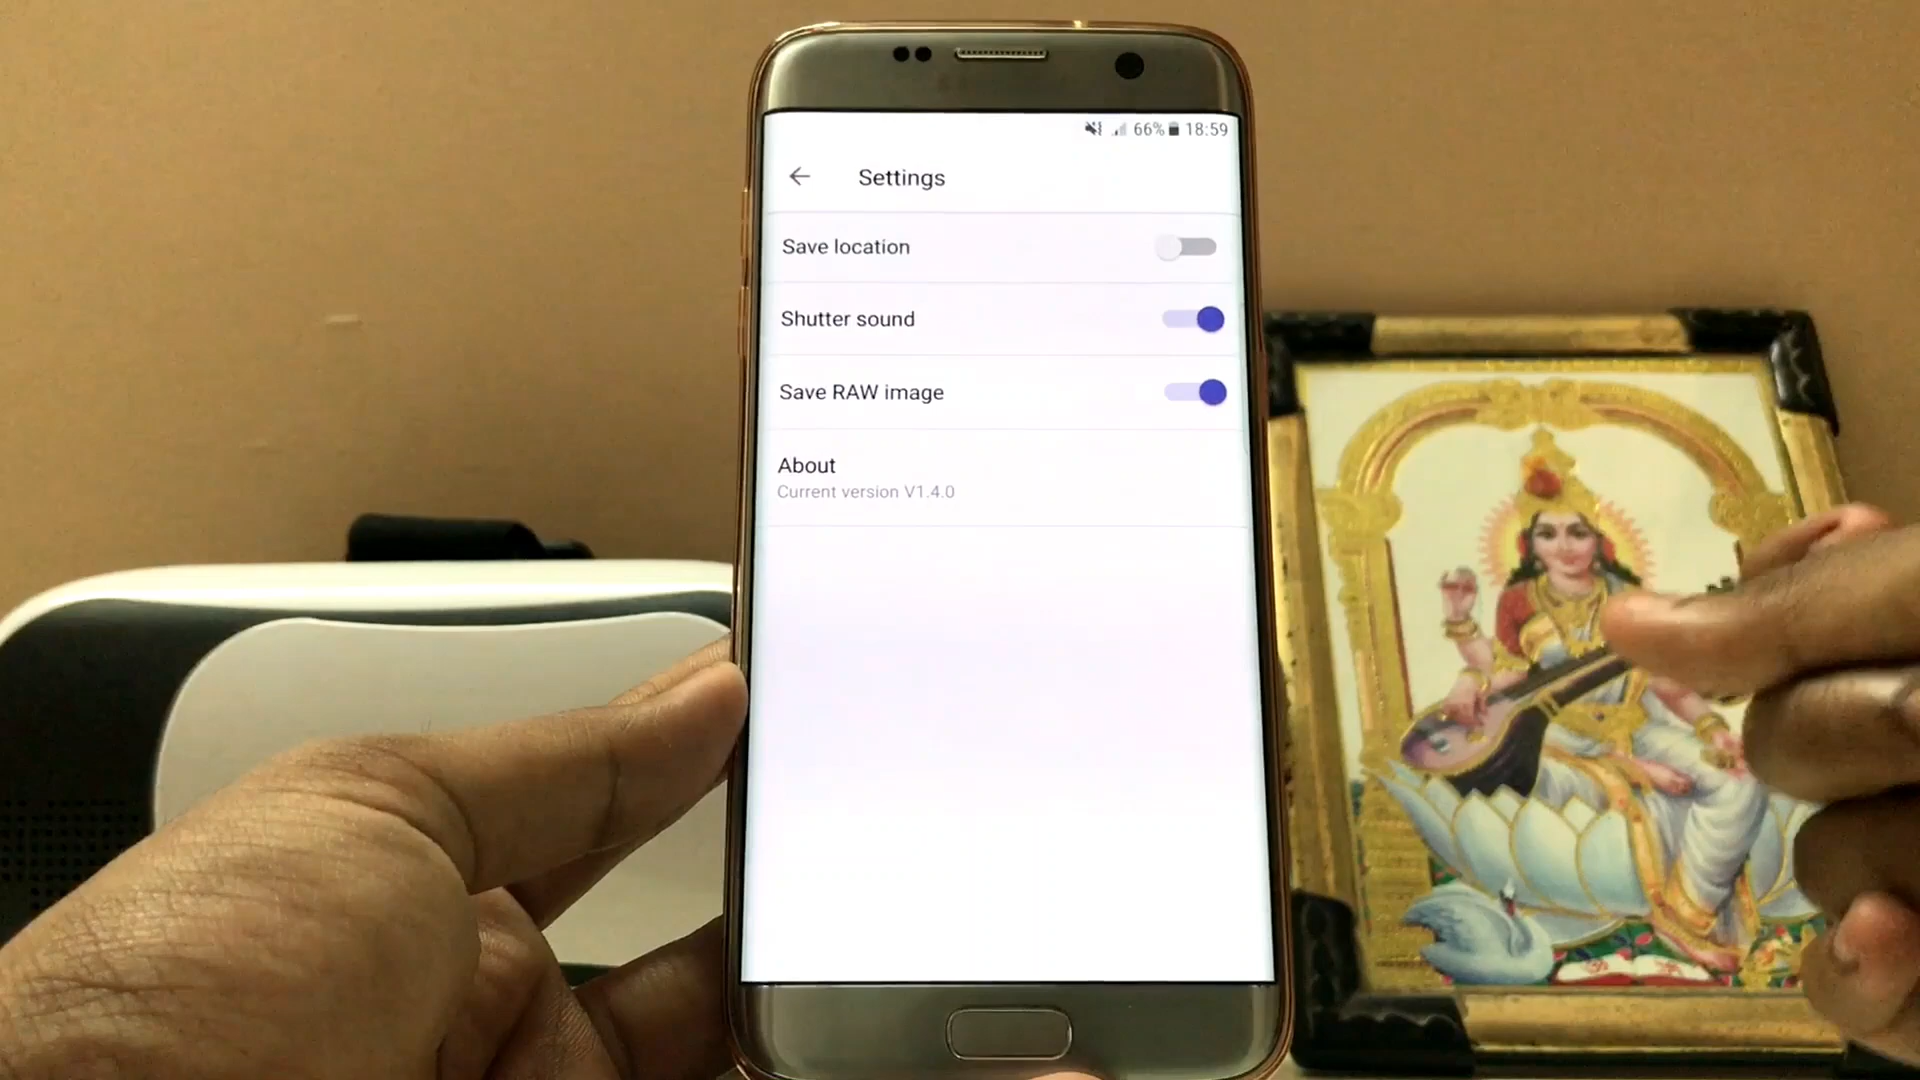 66% 18:59
Settings
Save location
Shutter sound
Save RAW image
About
Current version V1.4.0